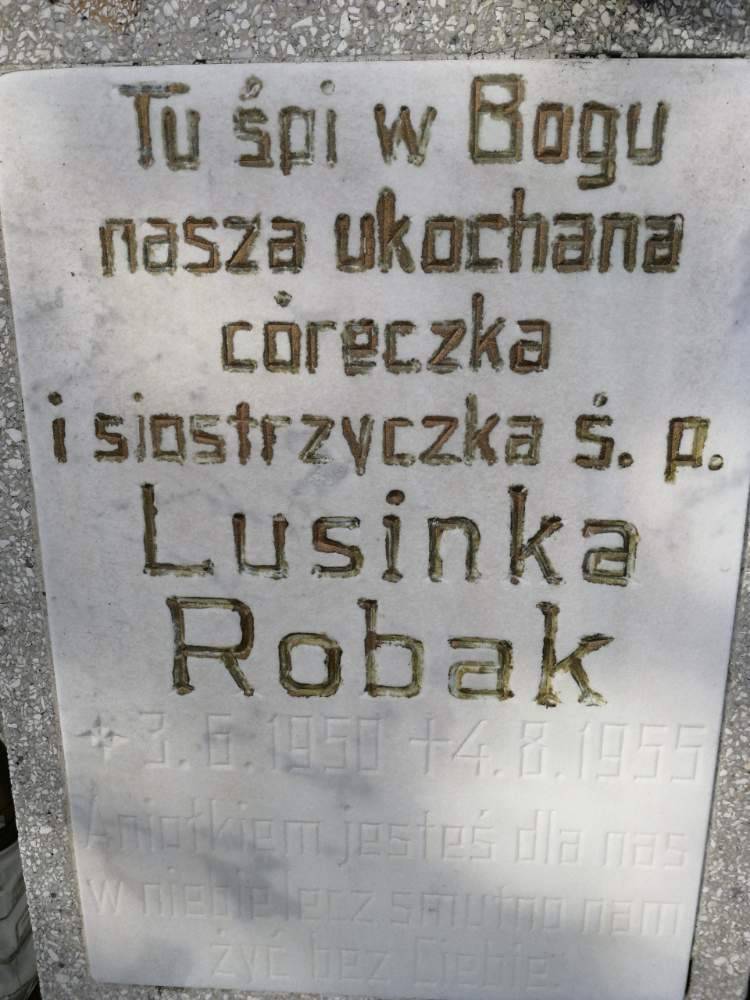 Tu śpi w Bogu
nasza ukochana
córeczka
i siostrzyczka ś. p.
Lusinka
Robak
3. 6. 1950 + 4. 8. 1955
Aniołkiem jesteś dla nas
w niebie lecz smutno nam
żyć bez Ciebie.